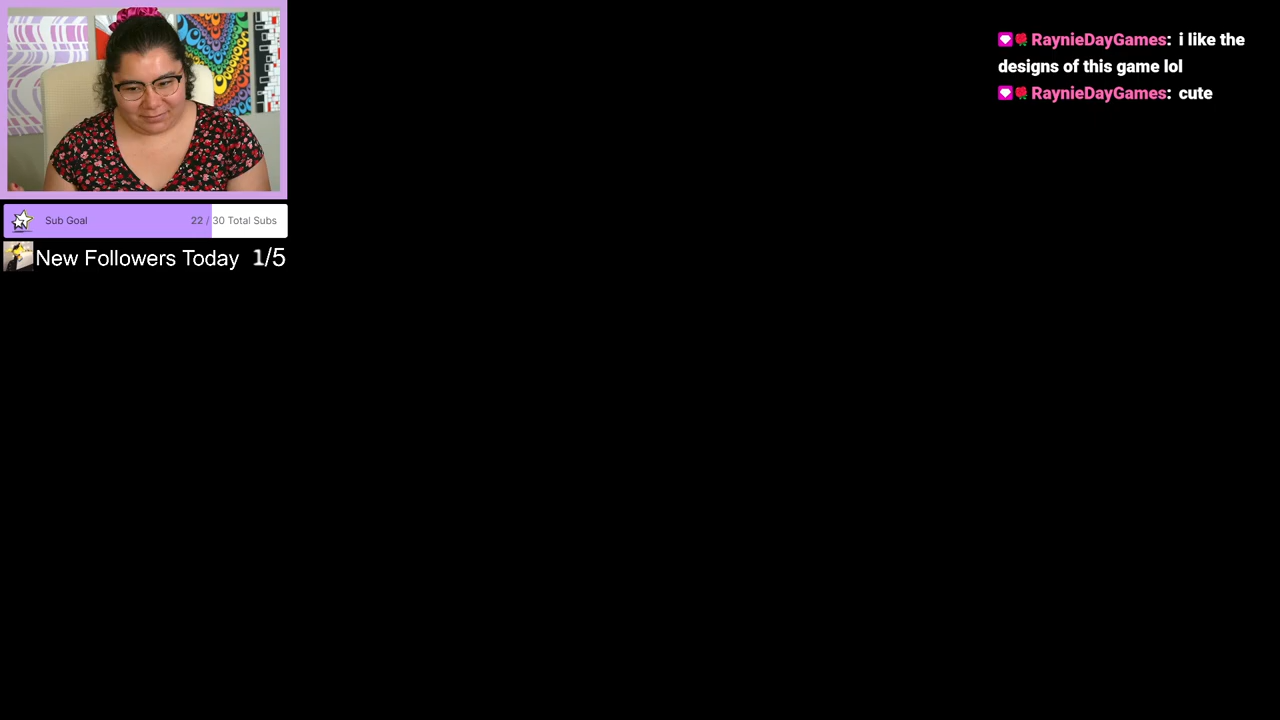 RaynieDayGames: i like the
designs of this game lol
RaynieDayGames: cute
Sub Goal 22 / 30 Total Subs
New Followers Today 1/5